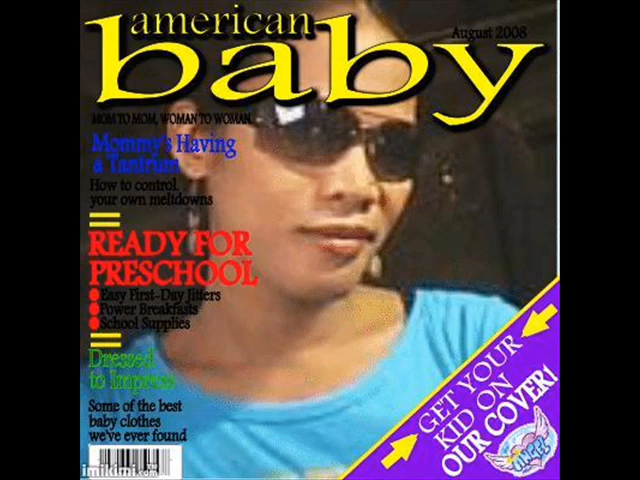 american
baby
August 2008
MOM TO MOM, WOMAN TO WOMAN
Mommy's Having
a Tantrum
How to control
your own meltdowns
READY FOR
PRESCHOOL
Easy First-Day Jitters
Power Breakfasts
School Supplies
Dressed
to Impress
Some of the best
baby clothes
we've ever found
GET YOUR
KID ON
OUR COVER!
ANGEL
imikimi.com